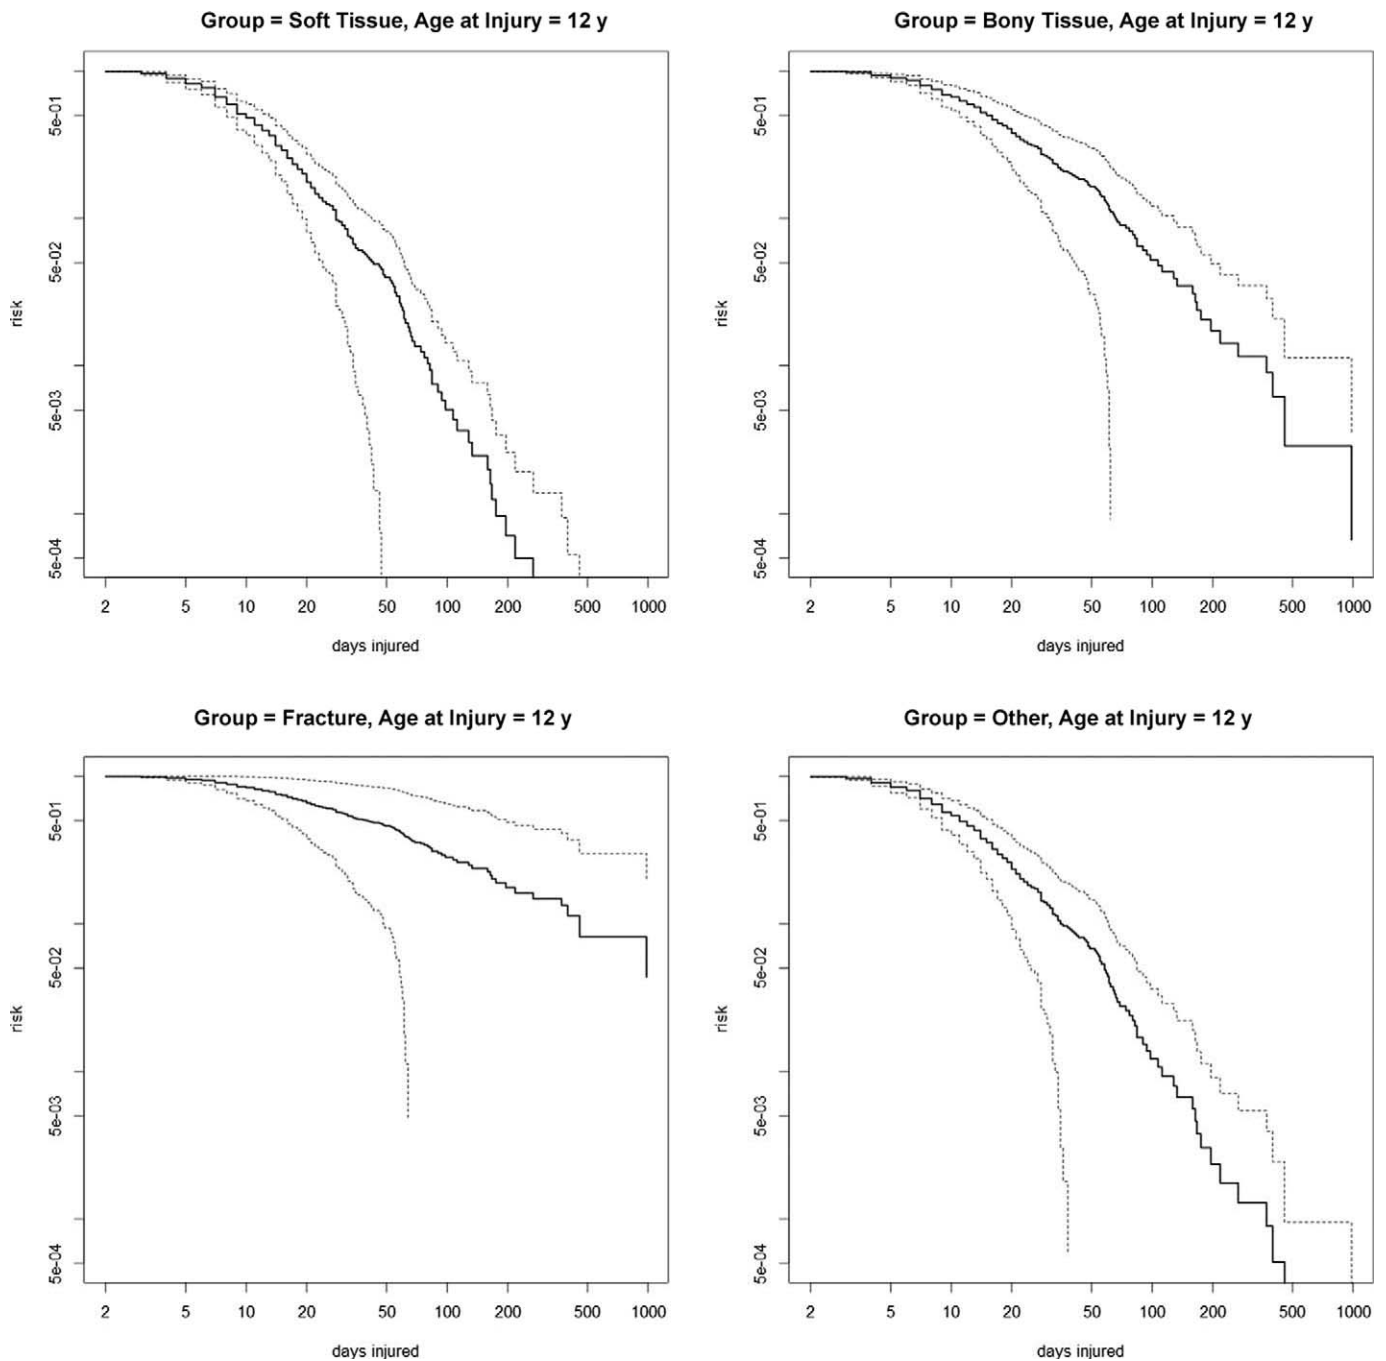 Group = Soft Tissue, Age at Injury = 12 y
risk
5e-01
5e-02
5e-03
5e-04
2 5 10 20 50 100 200 500 1000
days injured
Group = Bony Tissue, Age at Injury = 12 y
risk
5e-01
5e-02
5e-03
5e-04
2 5 10 20 50 100 200 500 1000
days injured
Group = Fracture, Age at Injury = 12 y
risk
5e-01
5e-02
5e-03
5e-04
2 5 10 20 50 100 200 500 1000
days injured
Group = Other, Age at Injury = 12 y
risk
5e-01
5e-02
5e-03
5e-04
2 5 10 20 50 100 200 500 1000
days injured